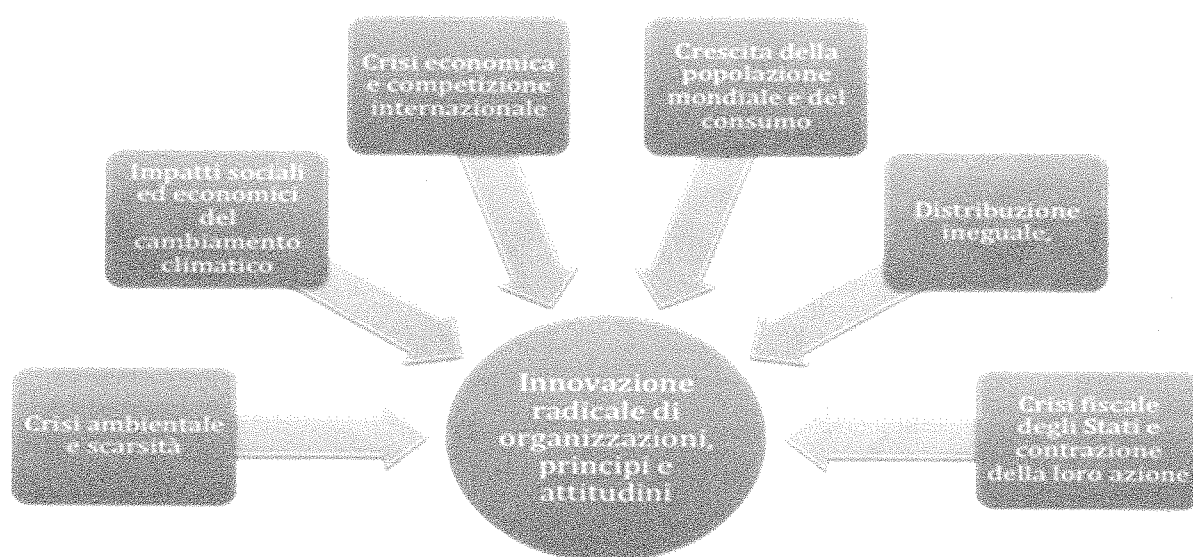 Crisi economica
e competizione
internazionale
Crescita della
popolazione
mondiale e del
consumo
Impatti sociali
ed economici
del
cambiamento
climatico
Distribuzione
ineguale,
Crisi ambientale
e scarsità
Innovazione
radicale di
organizzazioni,
principi e
attitudini
Crisi fiscale
degli Stati e
contrazione
della loro azione